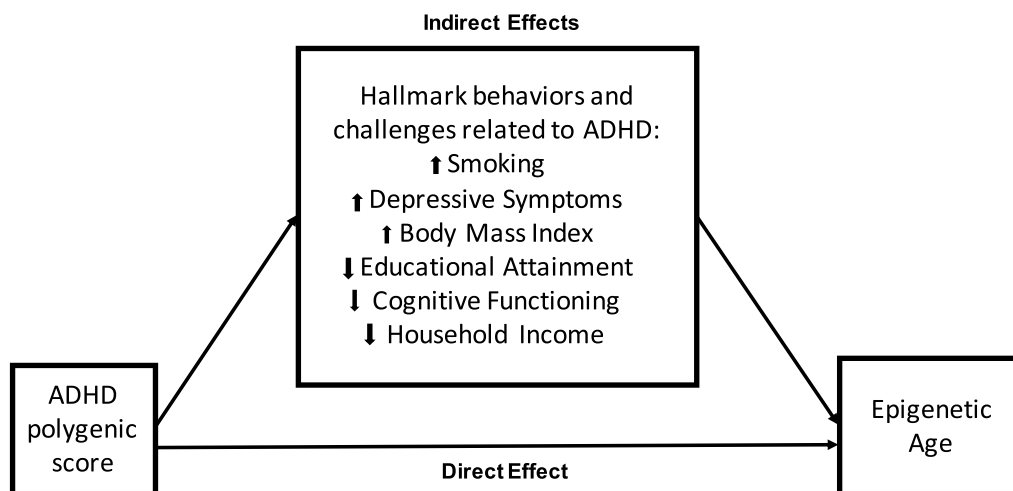 Indirect Effects
Hallmark behaviors and
challenges related to ADHD:
⬆ Smoking
⬆ Depressive Symptoms
⬆ Body Mass Index
⬇ Educational Attainment
⬇ Cognitive Functioning
⬇ Household Income
ADHD
polygenic
score
Epigenetic
Age
Direct Effect